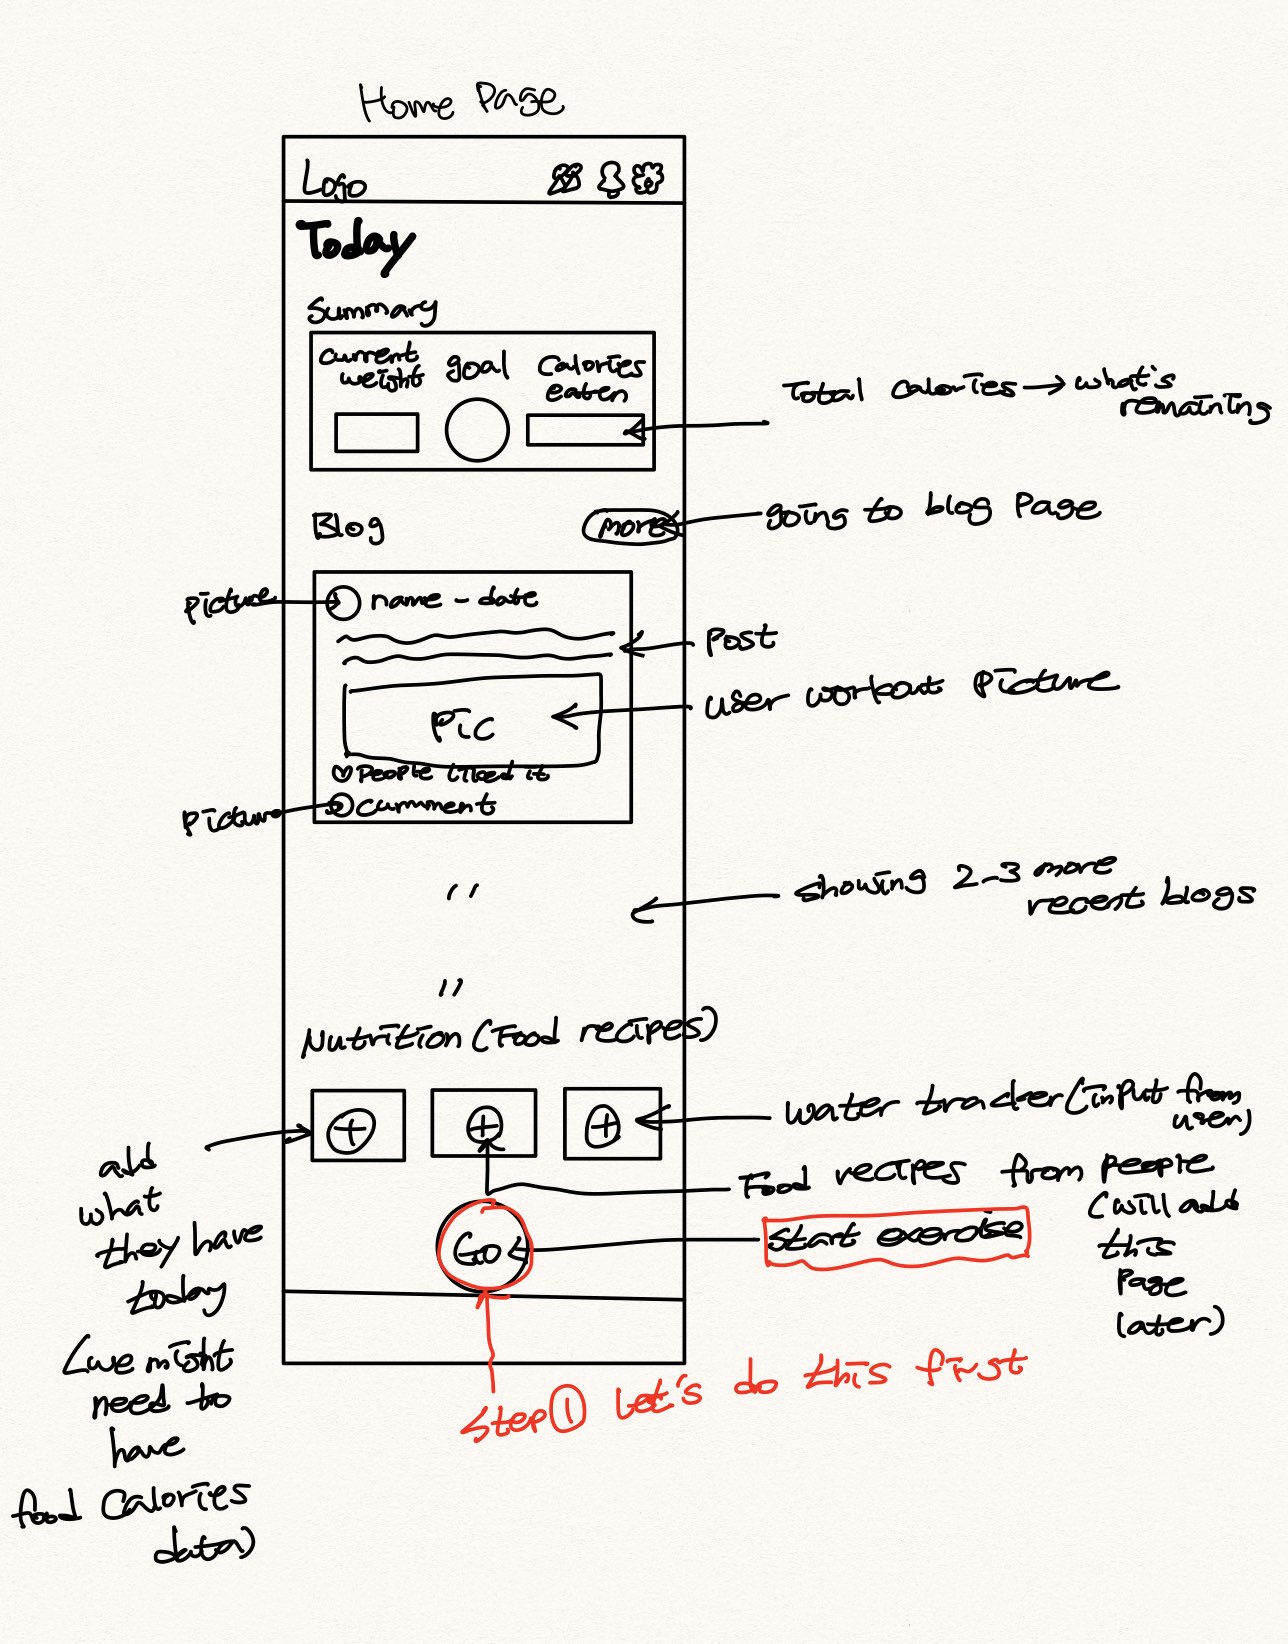 Home Page
Logo
Today
Summary
current
weight
goal
Calories
eaten
Total calories → what's
remaining
Blog
more
going to blog Page
picture
name - date
Post
user workout picture
Pic
People liked it
picture
cumment
showing 2-3 more
recent blogs
Nutrition (Food recipes)
water tracker (input from
user)
add
what
they have
today
(we might
need to
have
food calories
data)
Food recipes from people
(will add
this
page
later)
Go
start exercise
Step ① Let's do this first